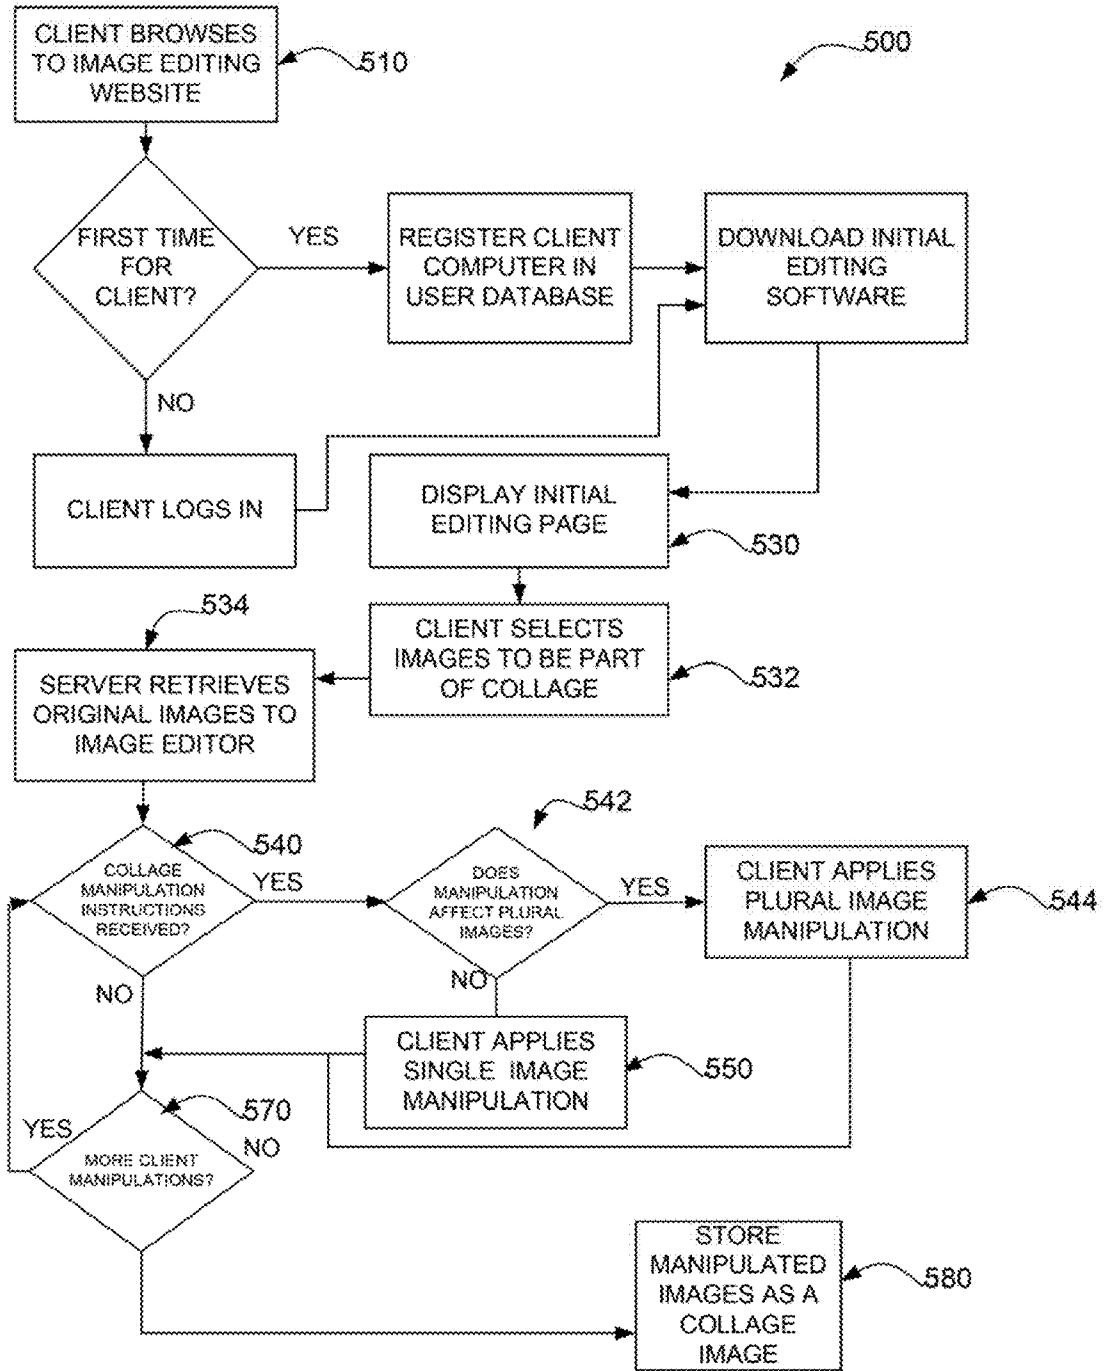 CLIENT BROWSES
TO IMAGE EDITING
WEBSITE
510
500
FIRST TIME
FOR
CLIENT?
YES
REGISTER CLIENT
COMPUTER IN
USER DATABASE
DOWNLOAD INITIAL
EDITING
SOFTWARE
NO
CLIENT LOGS IN
DISPLAY INITIAL
EDITING PAGE
530
CLIENT SELECTS
IMAGES TO BE PART
OF COLLAGE
532
534
SERVER RETRIEVES
ORIGINAL IMAGES TO
IMAGE EDITOR
540
COLLAGE
MANIPULATION
INSTRUCTIONS
RECEIVED?
YES
542
DOES
MANIPULATION
AFFECT PLURAL
IMAGES?
YES
CLIENT APPLIES
PLURAL IMAGE
MANIPULATION
544
NO
NO
CLIENT APPLIES
SINGLE IMAGE
MANIPULATION
550
570
YES
NO
MORE CLIENT
MANIPULATIONS?
STORE
MANIPULATED
IMAGES AS A
COLLAGE
IMAGE
580